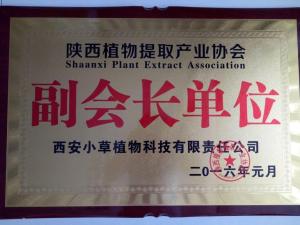 陕西植物提取产业协会
Shaanxi Plant Extract Association
副会长单位
西安小草植物科技有限责任公司
二〇一六年元月